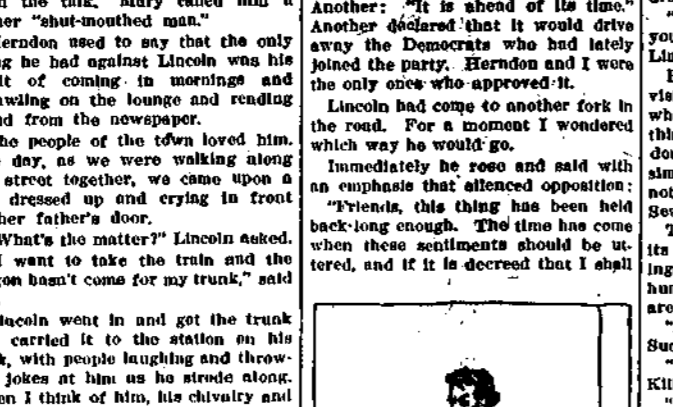 the talk. Mary called him a
her "shut-mouthed man."
Herndon used to say that the only
he had against Lincoln was his
of coming in mornings and
on the lounge and reading
from the newspaper.
he people of the town loved him.
day, as we were walking along
street together, we came upon a
dressed up and crying in front
her father's door.
What's the matter?" Lincoln asked.
I want to take the train and the
hasn't come for my trunk," said
Lincoln went in and got the trunk
carried it to the station on his
with people laughing and throw-
jokes at him as he strode along.
I think of him, his chivalry and
Another: "It is ahead of its time."
Another declared that it would drive
away the Democrats who had lately
joined the party. Herndon and I were
the only ones who approved it.
Lincoln had come to another fork in
the road. For a moment I wondered
which way he would go.
Immediately he rose and said with
an emphasis that silenced opposition:
"Friends, this thing has been held
back long enough. The time has come
when these sentiments should be ut-
tered, and if it is decreed that I shall
you
Lin
vis
wh
thi
do
sim
not
Sev
T
its
ing
hur
are
"
Suc
"
Kit